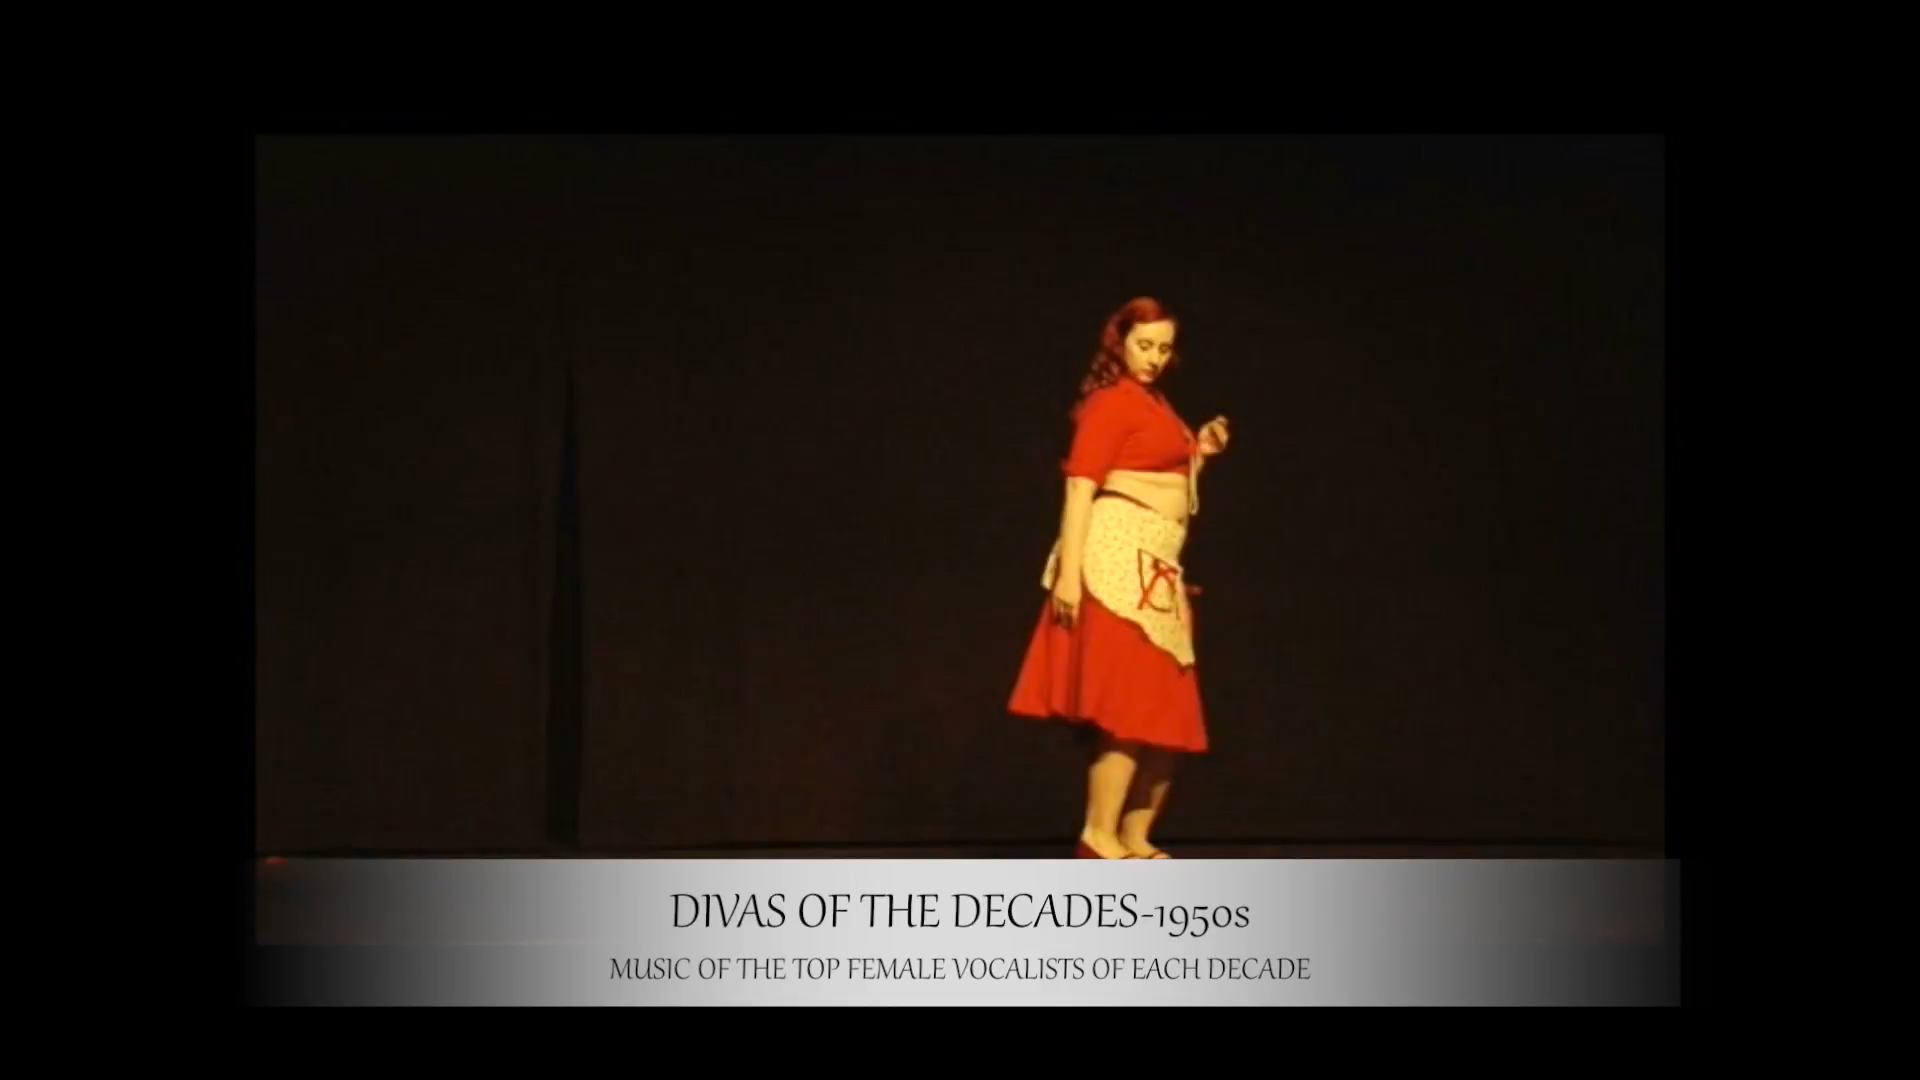 DIVAS OF THE DECADES-1950s
MUSIC OF THE TOP FEMALE VOCALISTS OF EACH DECADE